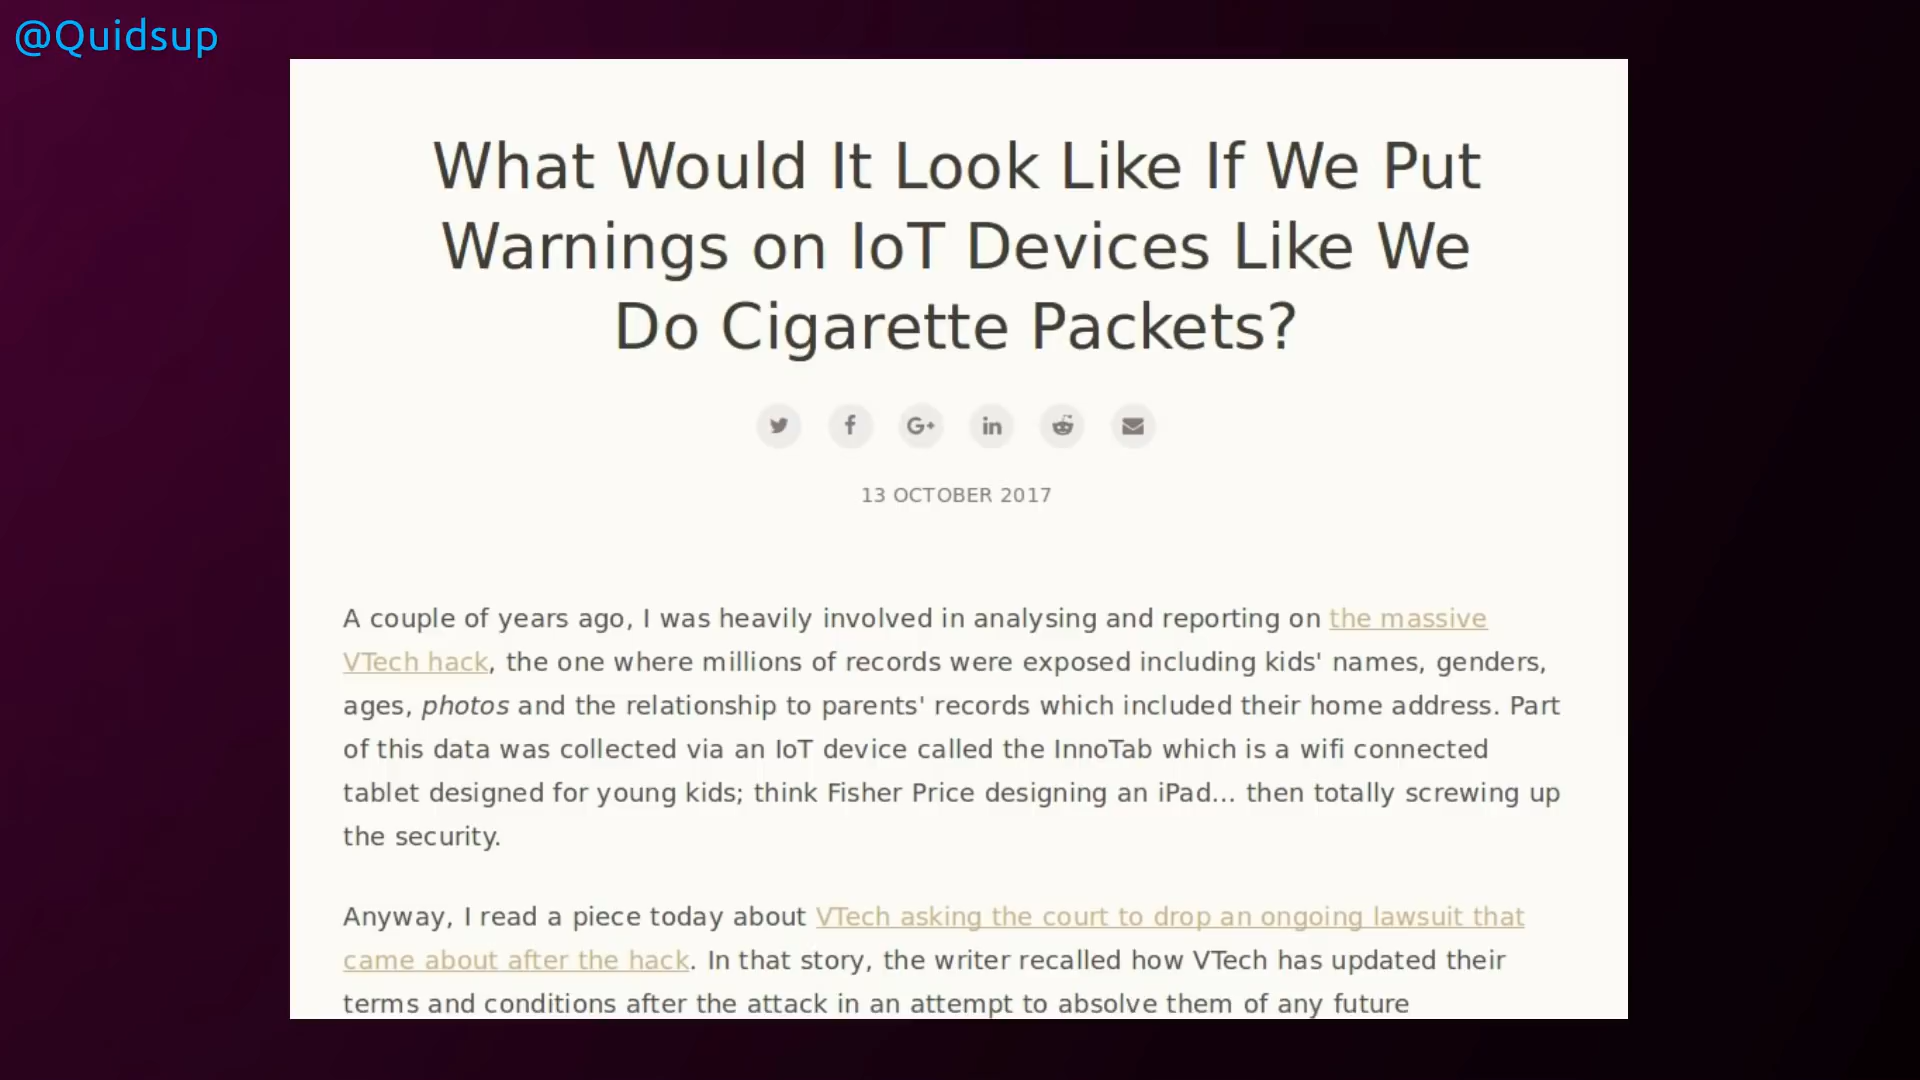 @Quidsup
What Would It Look Like If We Put
Warnings on IoT Devices Like We
Do Cigarette Packets?
13 OCTOBER 2017
A couple of years ago, I was heavily involved in analysing and reporting on the massive
VTech hack, the one where millions of records were exposed including kids' names, genders,
ages, photos and the relationship to parents' records which included their home address. Part
of this data was collected via an IoT device called the InnoTab which is a wifi connected
tablet designed for young kids; think Fisher Price designing an iPad... then totally screwing up
the security.
Anyway, I read a piece today about VTech asking the court to drop an ongoing lawsuit that
came about after the hack. In that story, the writer recalled how VTech has updated their
terms and conditions after the attack in an attempt to absolve them of any future